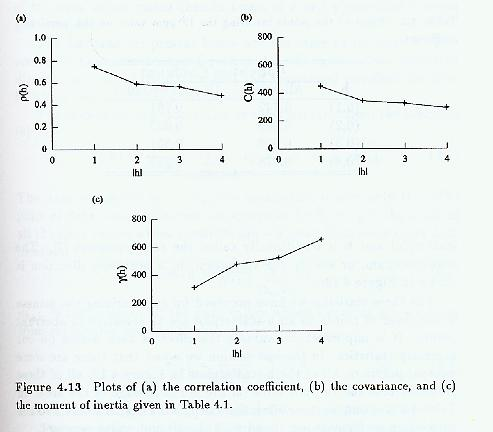 (a)
1.0
0.8
0.6
0.4
0.2
0
ρ(h)
0 1 2 3 4
|h|
(b)
800
600
400
200
0
C(h)
0 1 2 3 4
|h|
(c)
800
600
400
200
0
γ(h)
0 1 2 3 4
|h|
Figure 4.13 Plots of (a) the correlation coefficient, (b) the covariance, and (c)
the moment of inertia given in Table 4.1.